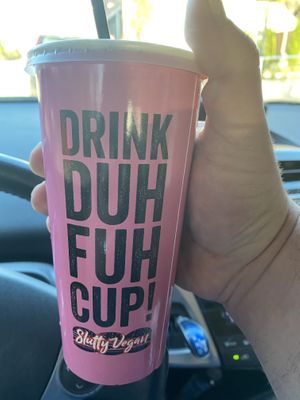 DRINK
DUH
FUH
CUP!
Slutty Vegan